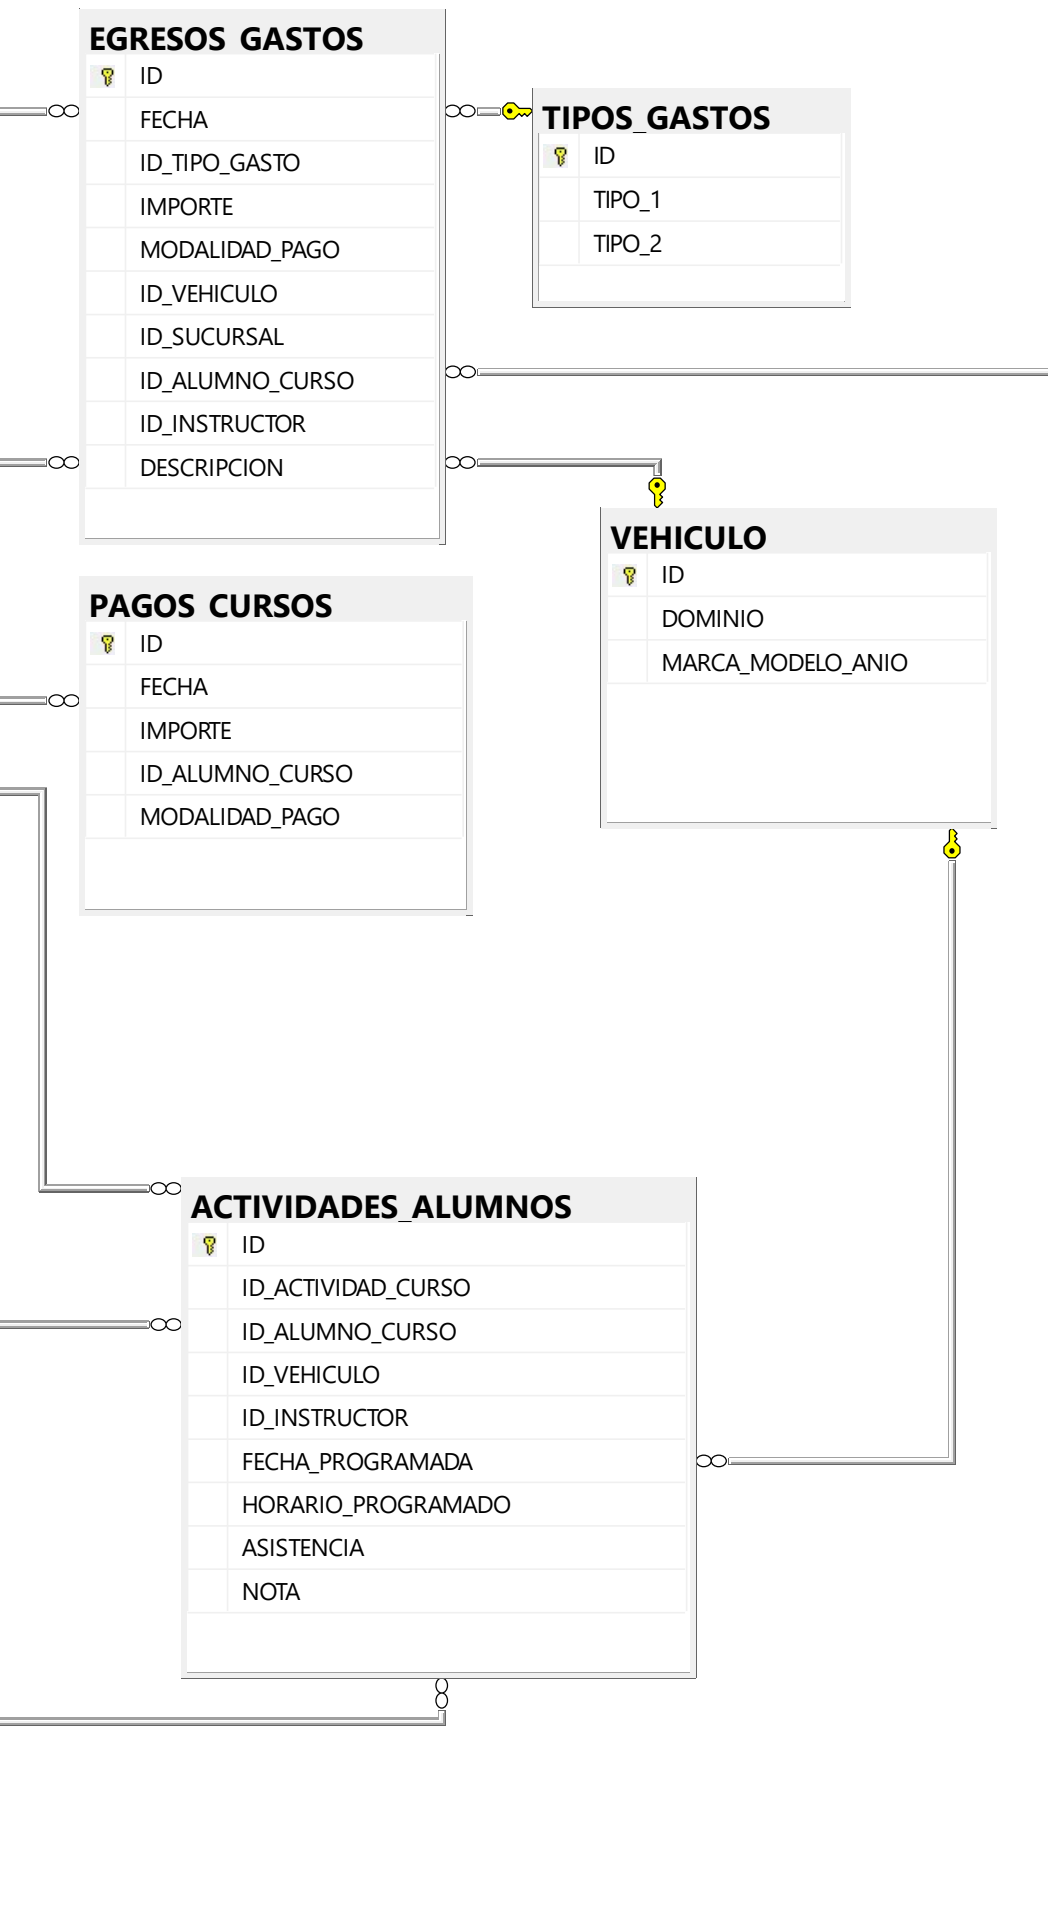 EGRESOS_GASTOS
ID
FECHA
ID_TIPO_GASTO
IMPORTE
MODALIDAD_PAGO
ID_VEHICULO
ID_SUCURSAL
ID_ALUMNO_CURSO
ID_INSTRUCTOR
DESCRIPCION
TIPOS_GASTOS
ID
TIPO_1
TIPO_2
VEHICULO
ID
DOMINIO
MARCA_MODELO_ANIO
PAGOS_CURSOS
ID
FECHA
IMPORTE
ID_ALUMNO_CURSO
MODALIDAD_PAGO
ACTIVIDADES_ALUMNOS
ID
ID_ACTIVIDAD_CURSO
ID_ALUMNO_CURSO
ID_VEHICULO
ID_INSTRUCTOR
FECHA_PROGRAMADA
HORARIO_PROGRAMADO
ASISTENCIA
NOTA